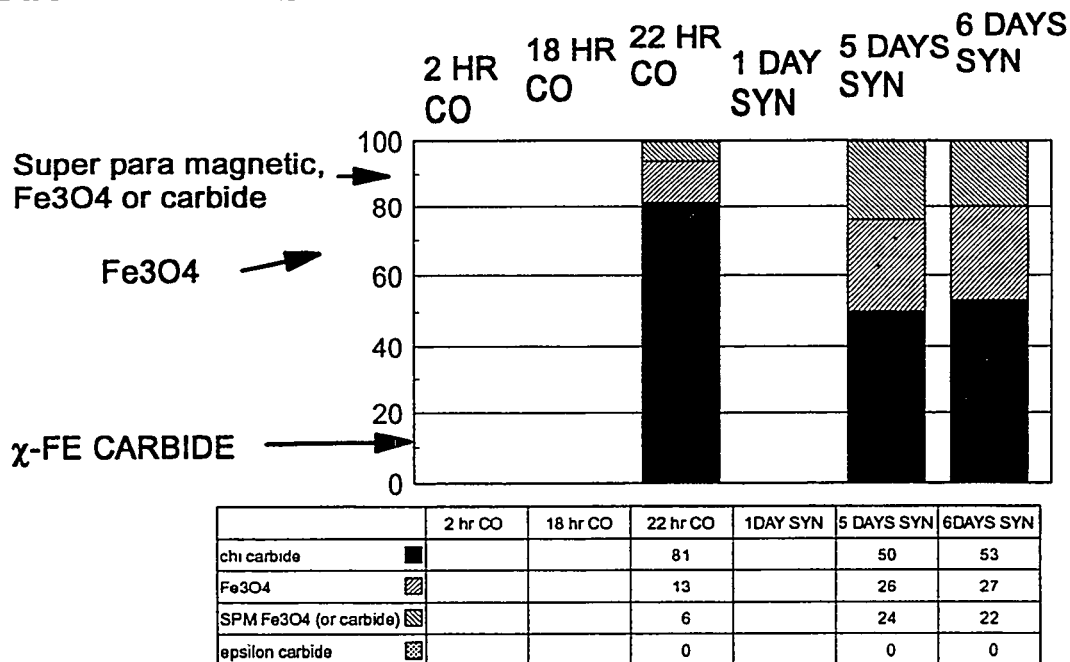 2 HR CO
18 HR CO
22 HR CO
1 DAY SYN
5 DAYS SYN
6 DAYS SYN
Super para magnetic,
Fe3O4 or carbide
Fe3O4
χ-FE CARBIDE
100
80
60
40
20
0
2 hr CO 18 hr CO 22 hr CO 1DAY SYN 5 DAYS SYN 6DAYS SYN
chi carbide 81 50 53
Fe3O4 13 26 27
SPM Fe3O4 (or carbide) 6 24 22
epsilon carbide 0 0 0